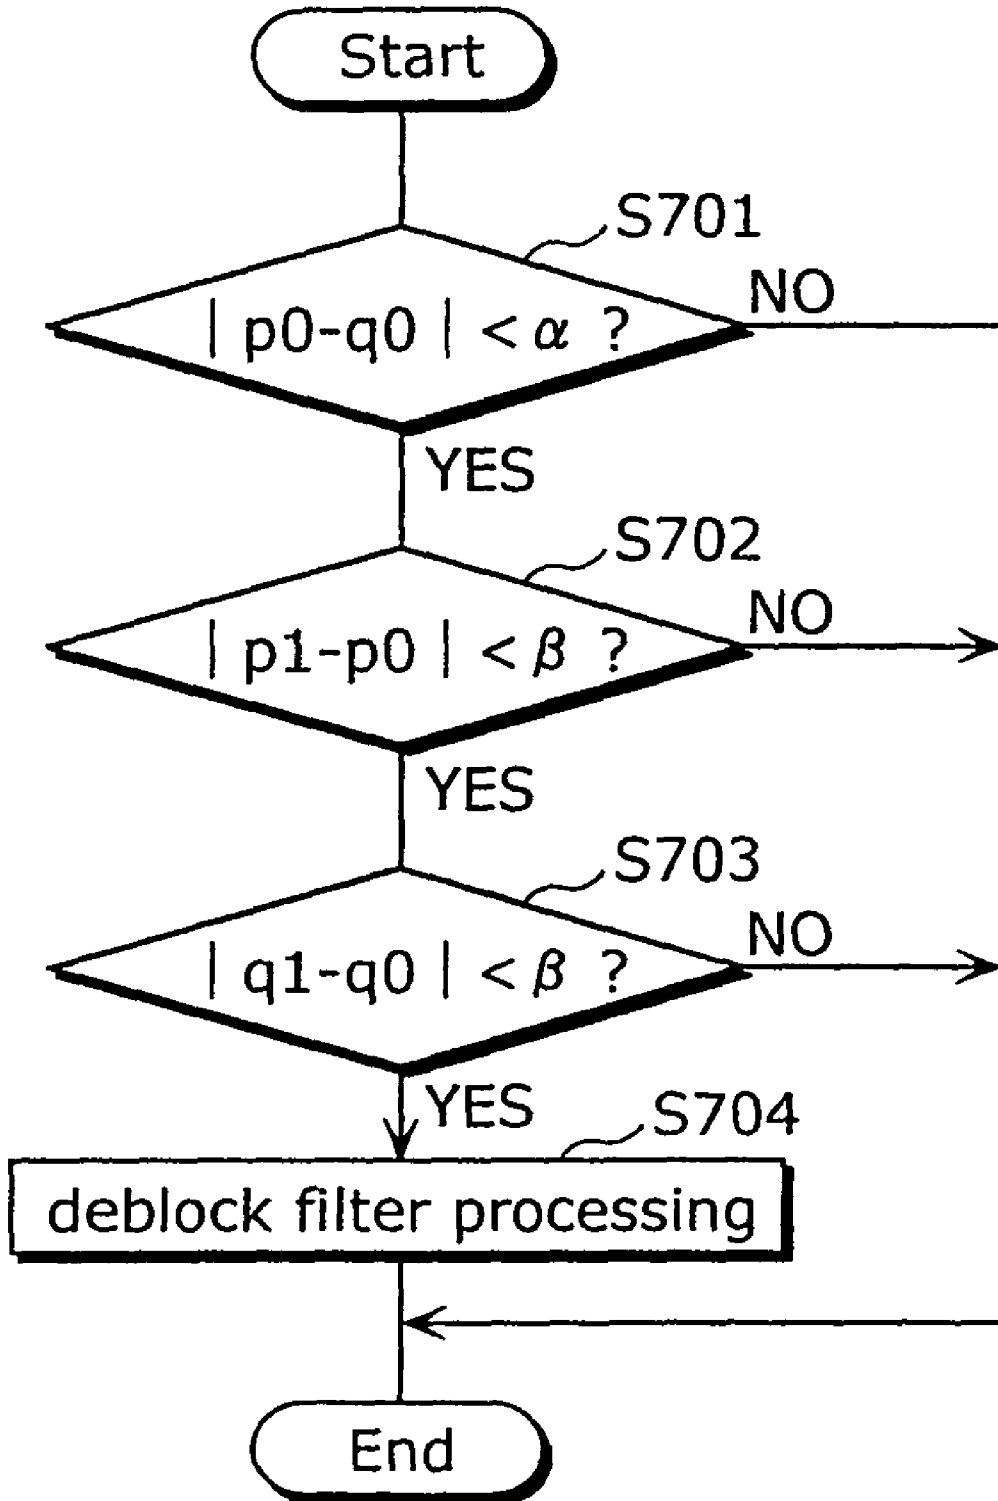 Start
S701
| p0-q0 | < α ?
NO
YES
S702
| p1-p0 | < β ?
NO
YES
S703
| q1-q0 | < β ?
NO
YES
S704
deblock filter processing
End